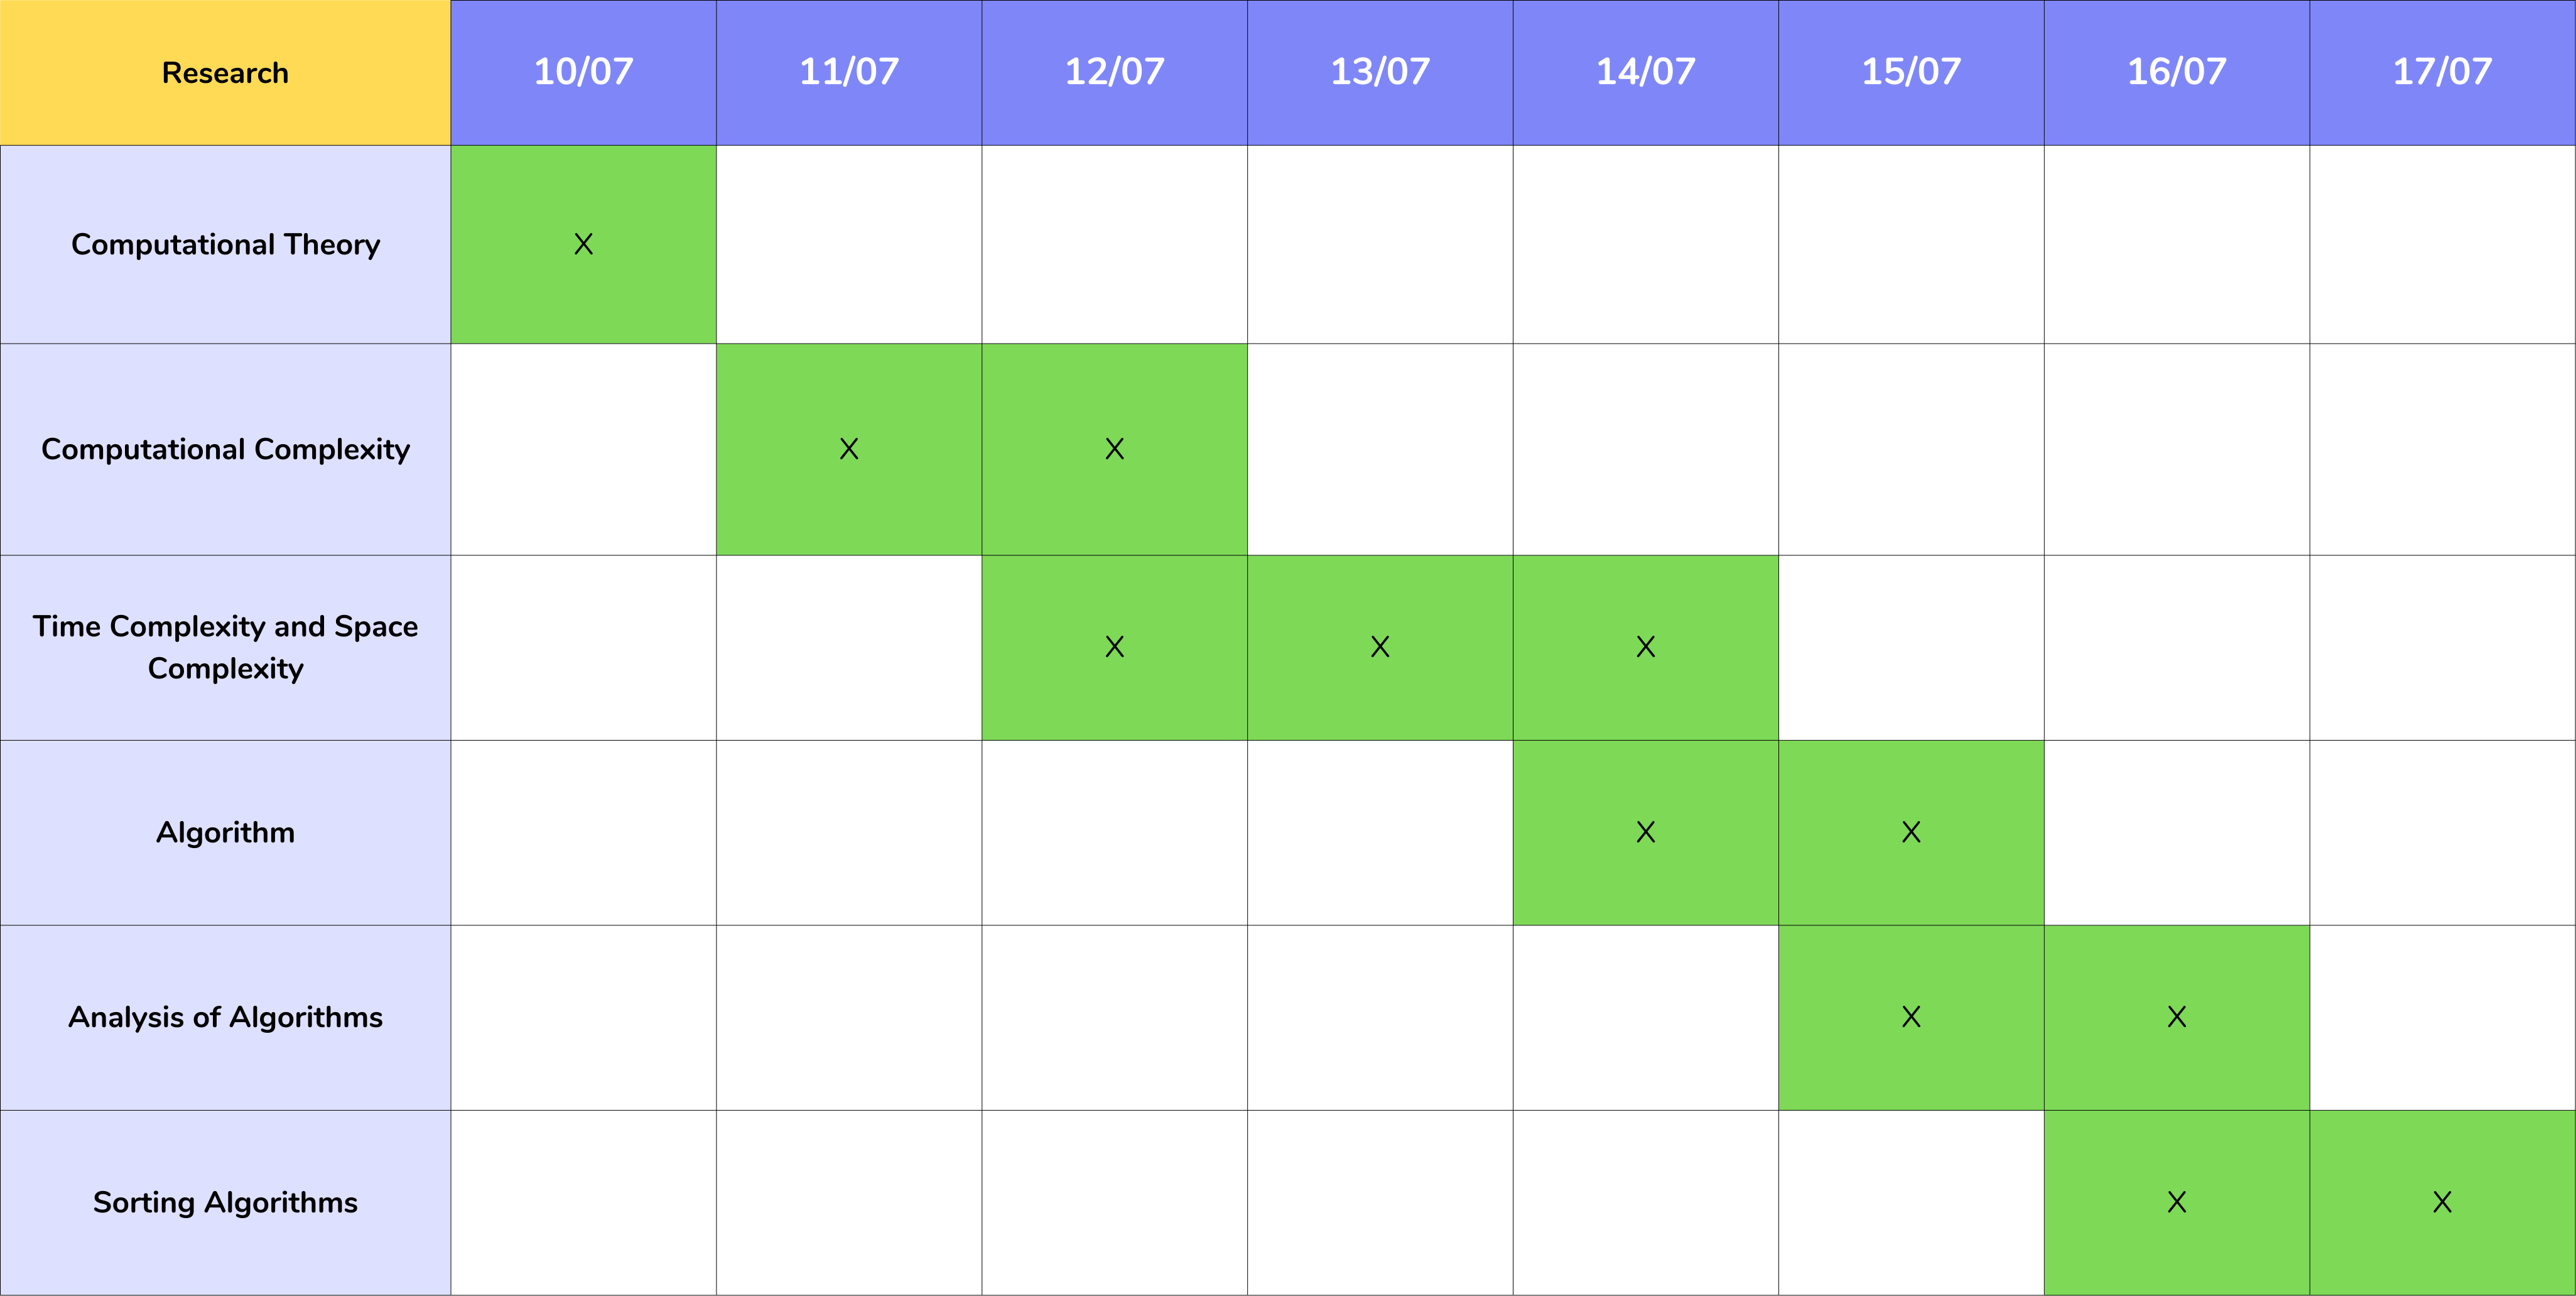 Research 10/07 11/07 12/07 13/07 14/07 15/07 16/07 17/07
Computational Theory X
Computational Complexity X X
Time Complexity and Space
Complexity X X X
Algorithm X X
Analysis of Algorithms X X
Sorting Algorithms X X